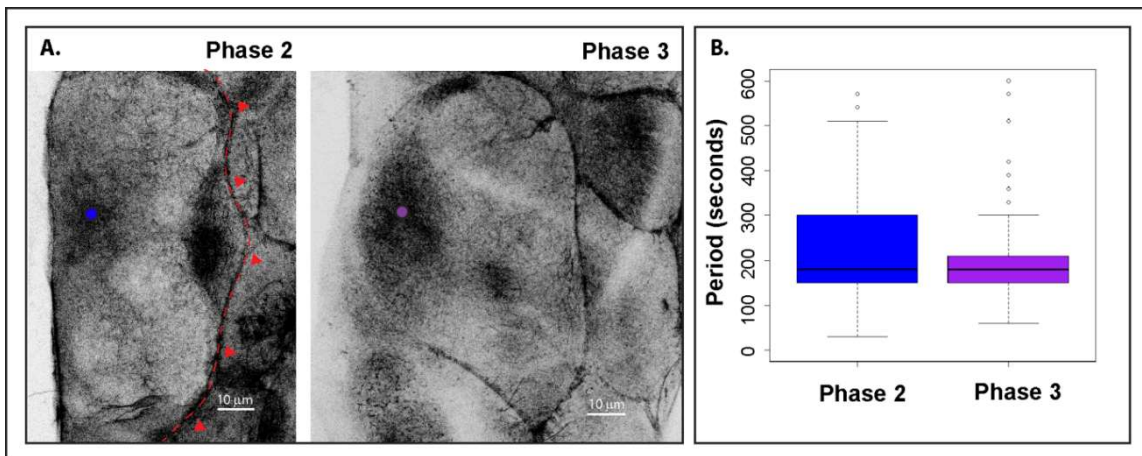 A.
Phase 2
Phase 3
10 μm
10 μm
B.
Period (seconds)
600
500
400
300
200
100
0
Phase 2
Phase 3